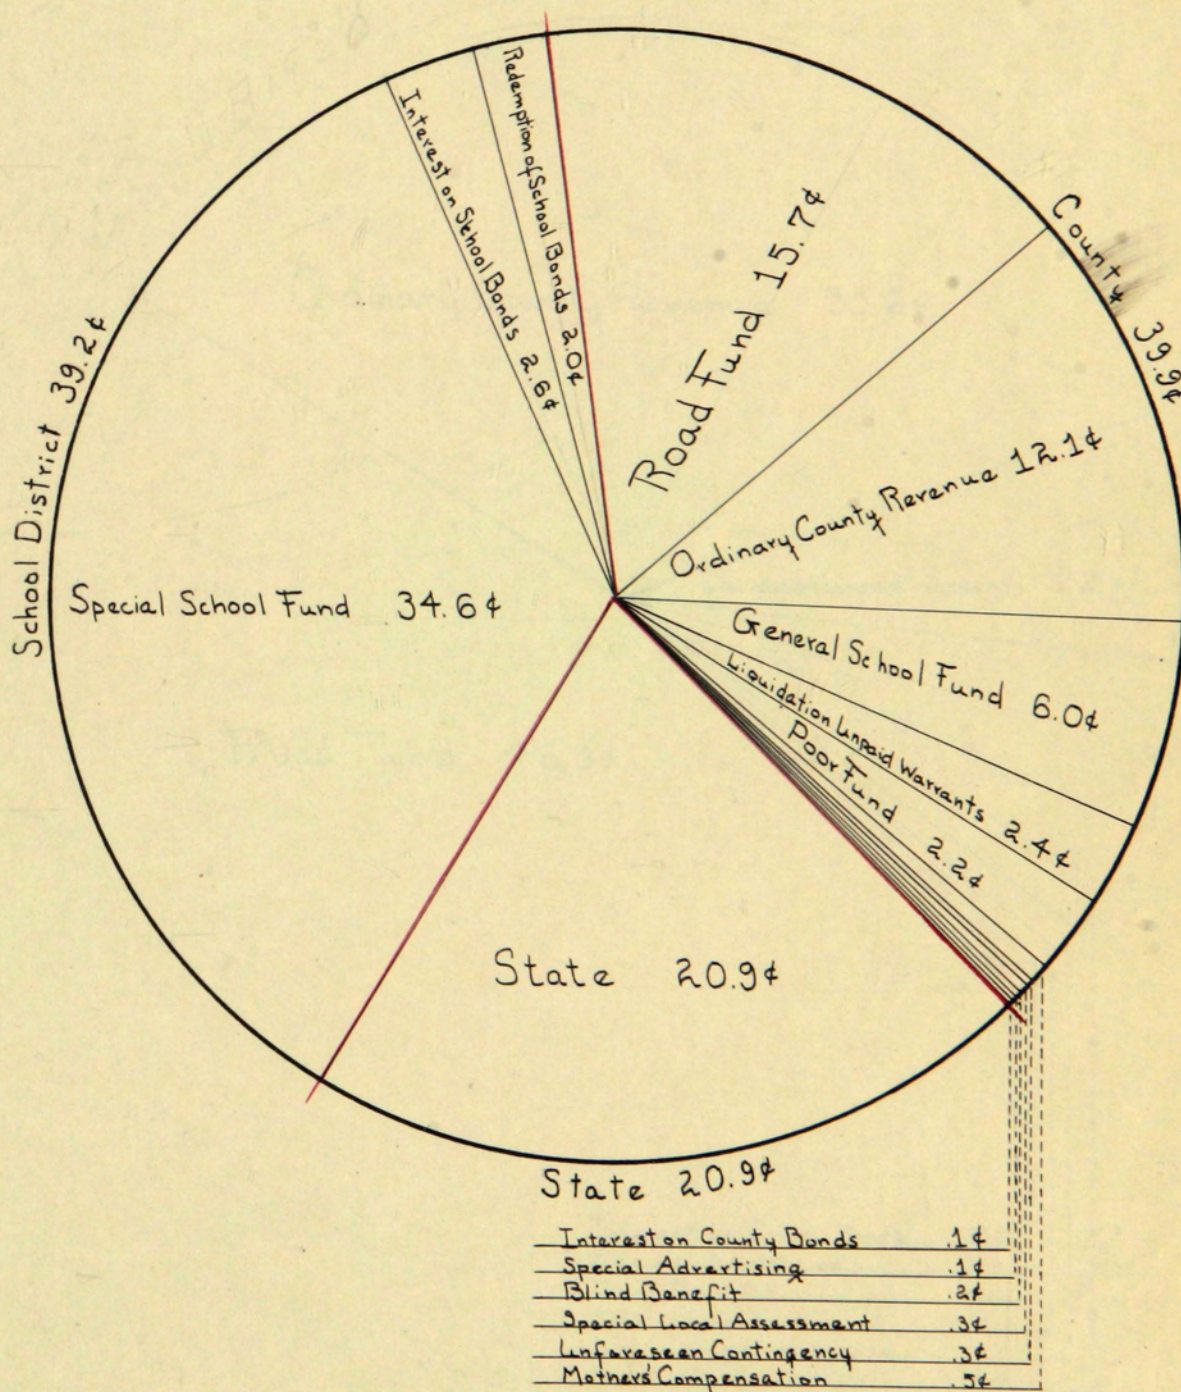 Redemption of School Bonds 2.0¢
Interest on School Bonds 2.6¢
Road Fund 15.7¢
County 39.9¢
School District 39.2¢
Ordinary County Revenue 12.1¢
Special School Fund 34.6¢
General School Fund 6.0¢
Liquidation Unpaid Warrants 2.4¢
Poor Fund 2.2¢
State 20.9¢
State 20.9¢
Interest on County Bonds .1¢
Special Advertising .1¢
Blind Benefit .2¢
Special Local Assessment .3¢
Unforeseen Contingency .3¢
Mothers' Compensation .5¢